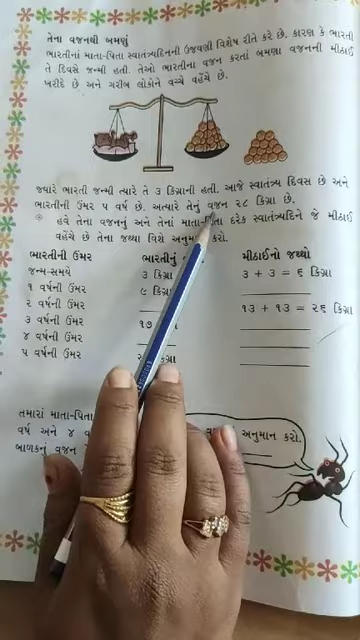 તેના વજનથી બમણું
ભારતીનાં માતા-પિતા સ્વાતંત્ર્યદિનની ઉજવણી વિશેષ રીતે કરે છે. કારણ કે ભારતી
તે દિવસે જન્મી હતી. તેઓ ભારતીના વજન કરતાં બમણા વજનની મીઠાઈ
ખરીદે છે અને ગરીબ લોકોને વચ્ચે વહેંચે છે.
જ્યારે ભારતી જન્મી ત્યારે તે ૩ કિગ્રાની હતી. આજે સ્વાતંત્ર્ય દિવસ છે અને
ભારતીની ઉંમર ૫ વર્ષ છે. અત્યારે તેનું વજન ૨૮ કિગ્રા છે.
હવે તેના વજનનું અને તેનાં માતા-પિતા દરેક સ્વાતંત્ર્યદિને જે મીઠાઈ
વહેંચે છે તેના જથ્થા વિશે અનુમાન કરો.
ભારતીની ઉંમર ભારતીનું મીઠાઈનો જથ્થો
જન્મ-સમયે ૩ કિગ્રા ૩ + ૩ = ૬ કિગ્રા
૧ વર્ષની ઉંમર ૯
૨ વર્ષની ઉંમર ૧૩ + ૧૩ = ૨૬ કિગ્રા
૩ વર્ષની ઉંમર ૧૭
૪ વર્ષની ઉંમર
૫ વર્ષની ઉંમર
તમારાં માતા-પિતા
વર્ષ અને ૪ અનુમાન કરો.
બાળકનું વજન